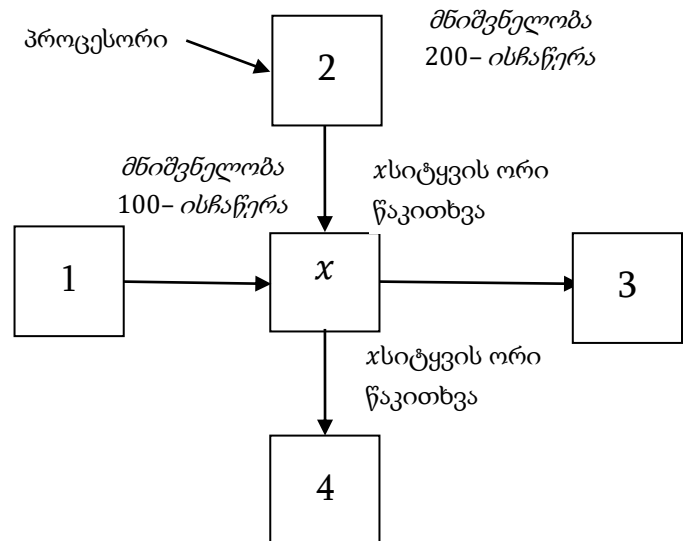 მნიშვნელობა
200– ისჩაწერა
პროცესორი
2
მნიშვნელობა
100– ისჩაწერა
xსიტყვის ორი
წაკითხვა
1
x
3
xსიტყვის ორი
წაკითხვა
4